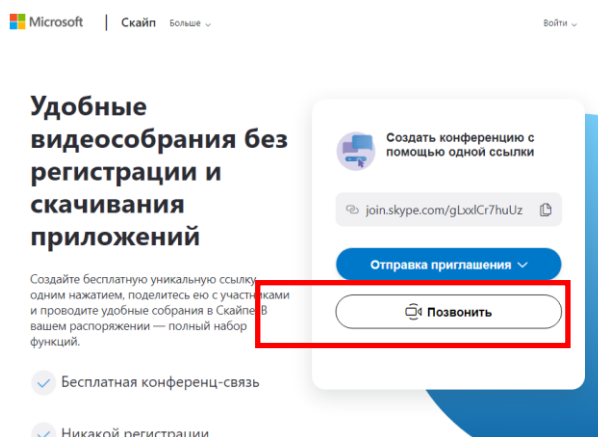 Microsoft Скайп Больше Войти
Удобные
видеособрания без
регистрации и
скачивания
приложений
Создайте бесплатную уникальную ссылку
одним нажатием, поделитесь ею с участниками
и проводите удобные собрания в Скайпе. В
вашем распоряжении — полный набор
функций.
Бесплатная конференц-связь
Никакой регистрации
Создать конференцию с
помощью одной ссылки
join.skype.com/gLxxlCr7huUz
Отправка приглашения
Позвонить